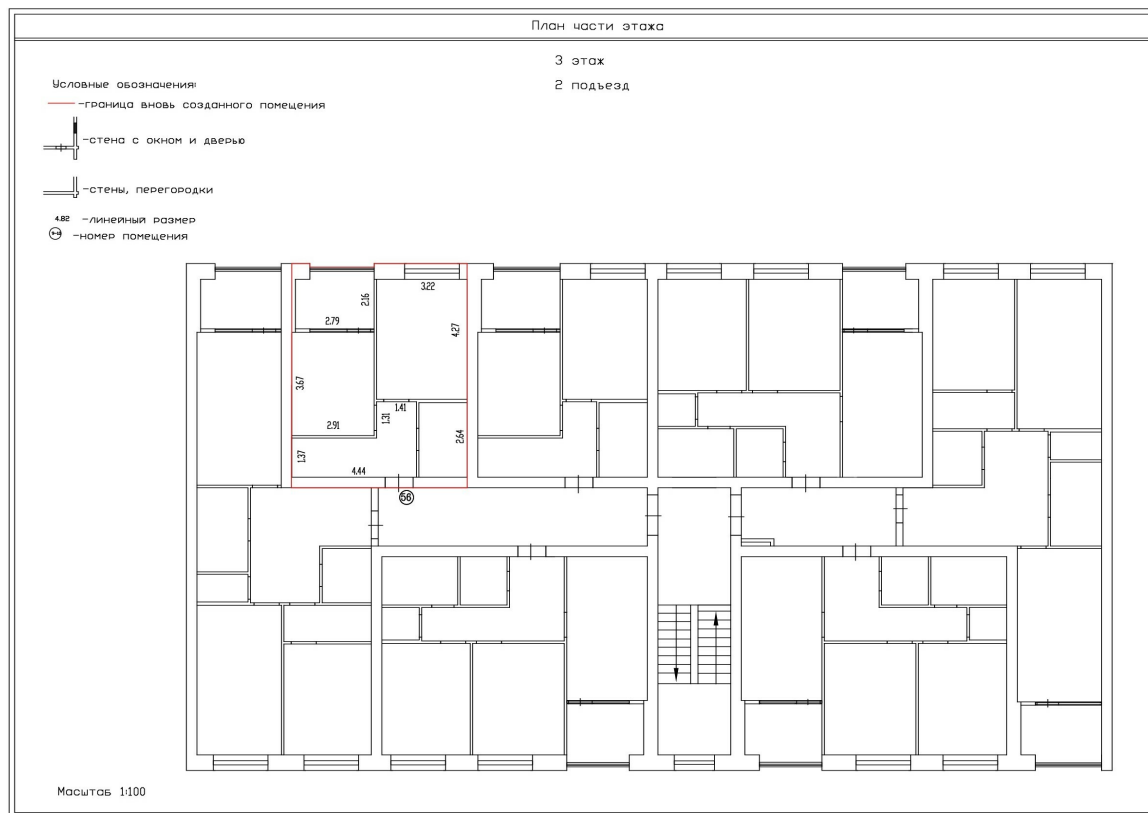 План части этажа
3 этаж
2 подъезд
Условные обозначения:
-граница вновь созданного помещения
-стена с окном и дверью
-стены, перегородки
4.82 -линейный размер
-номер помещения
3.22
2.16
2.79
4.27
3.67
1.41
1.31
2.91
2.64
1.37
4.44
56
Масштаб 1:100